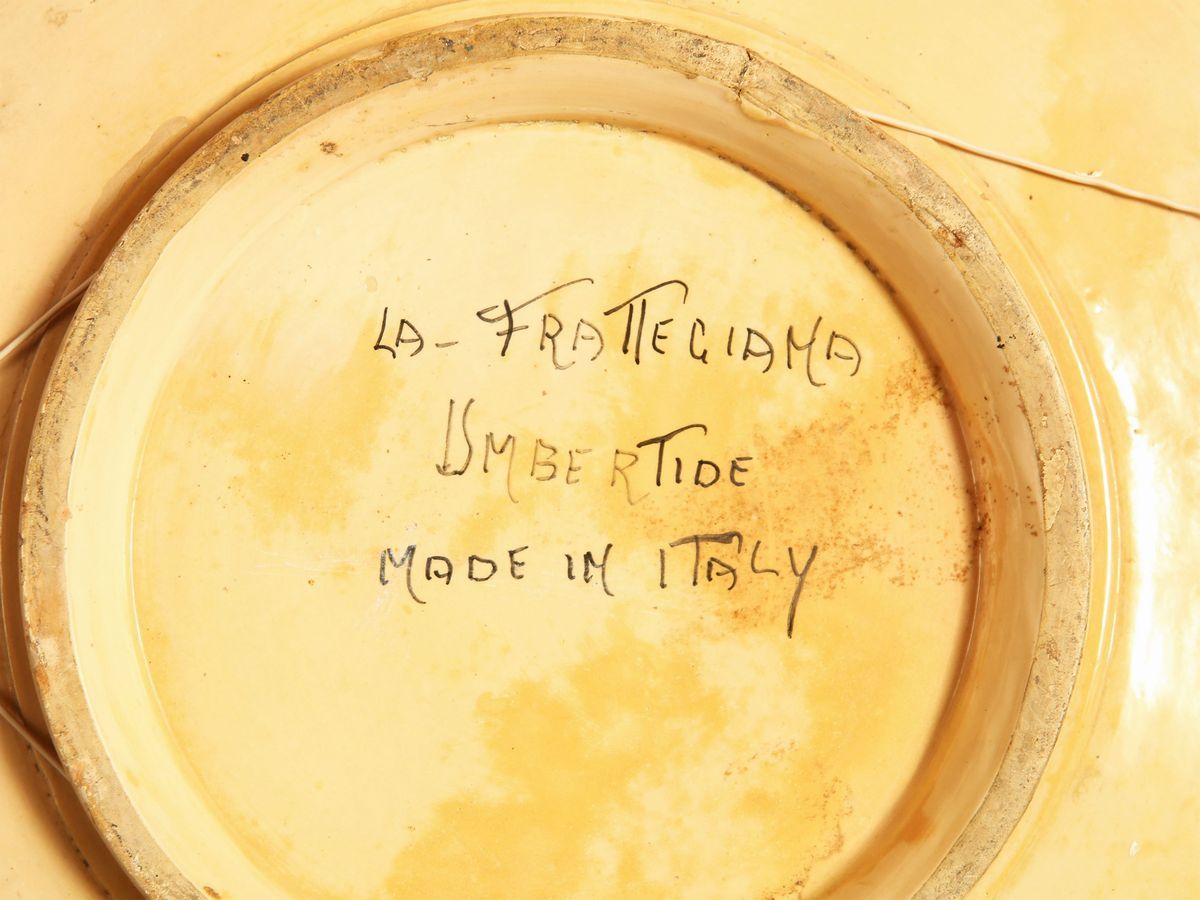 LA- FRATTEGIANA
UMBERTIDE
MADE IN ITALY